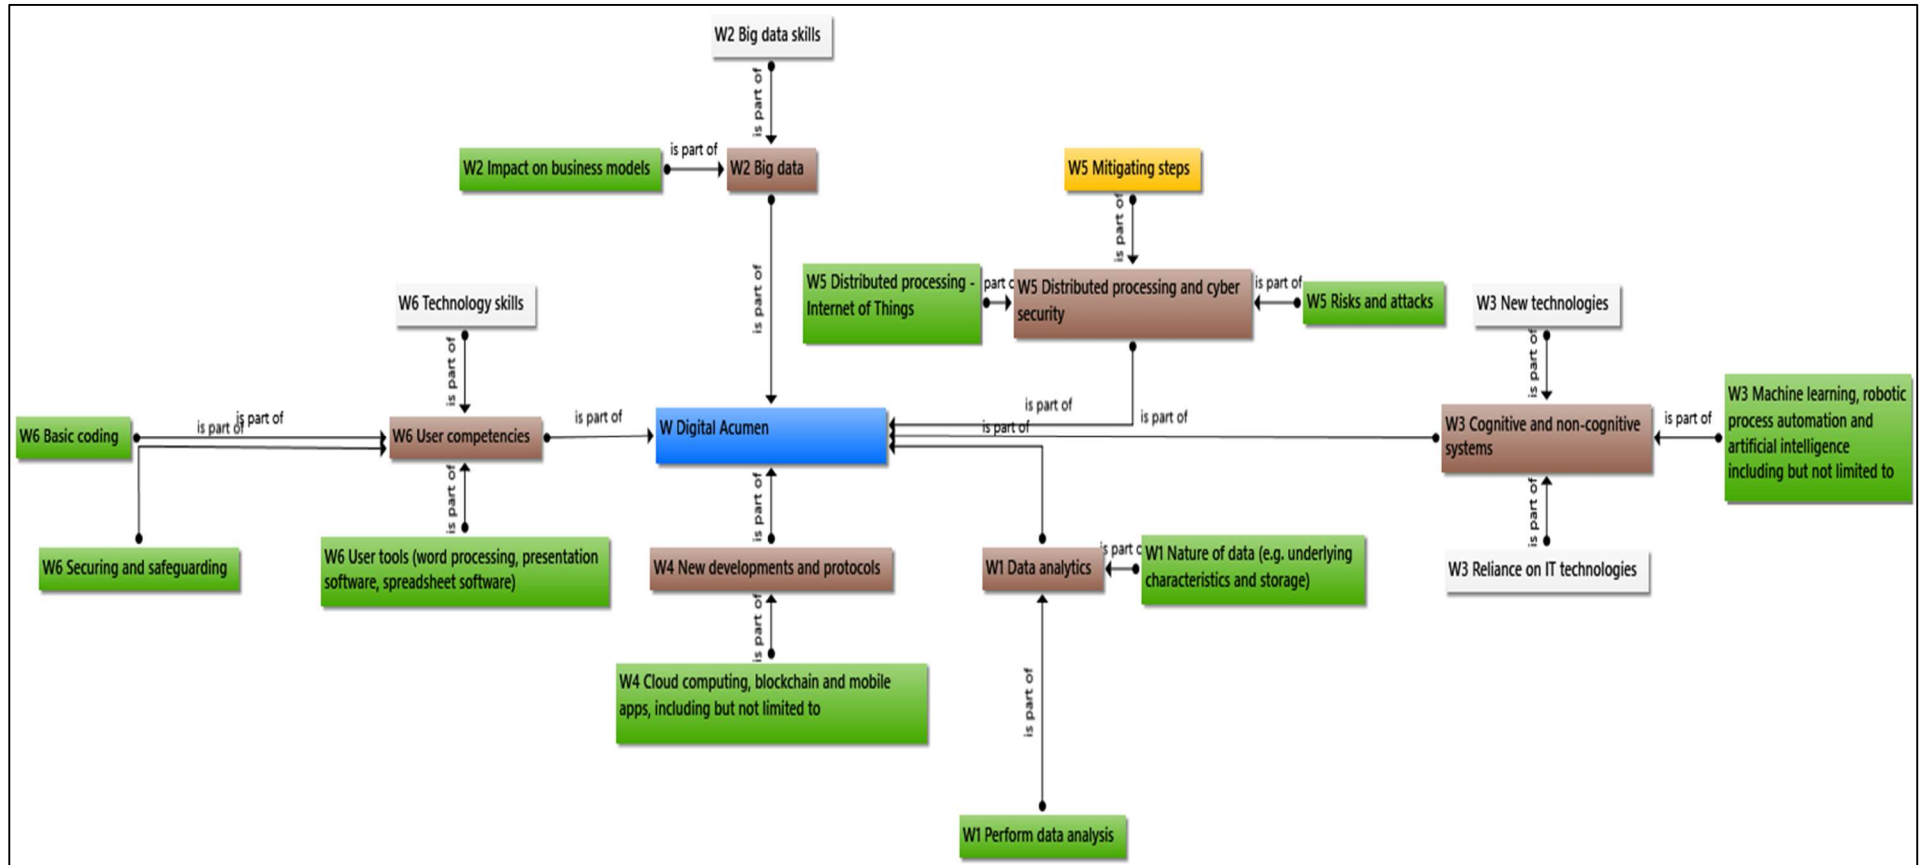 W2 Big data skills
is part of
W2 Impact on business models
is part of
W2 Big data
W5 Mitigating steps
is part of
is part of
W5 Distributed processing -
Internet of Things
part
W5 Distributed processing and cyber
security
is part of
W5 Risks and attacks
W6 Technology skills
is part of
W3 New technologies
is part of
W6 Basic coding
is part of
is part of
W6 User competencies
is part of
W Digital Acumen
is part of
is part of
is part of
W3 Cognitive and non-cognitive
systems
is part of
W3 Machine learning, robotic
process automation and
artificial intelligence
including but not limited to
is part of
is part of
is part of
W6 Securing and safeguarding
W6 User tools (word processing, presentation
software, spreadsheet software)
W4 New developments and protocols
W1 Data analytics
is part
W1 Nature of data (e.g. underlying
characteristics and storage)
W3 Reliance on IT technologies
is part of
W4 Cloud computing, blockchain and mobile
apps, including but not limited to
is part of
W1 Perform data analysis